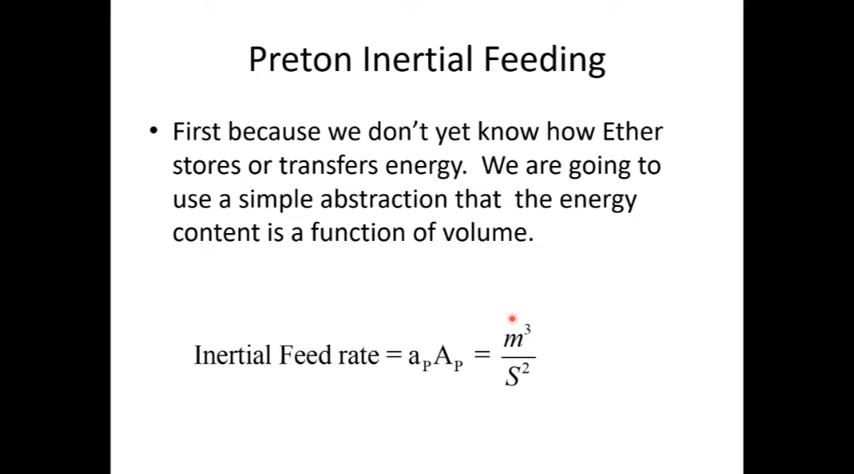 Preton Inertial Feeding
• First because we don't yet know how Ether
stores or transfers energy. We are going to
use a simple abstraction that the energy
content is a function of volume.
Inertial Feed rate = aₚAₚ = m³/S²